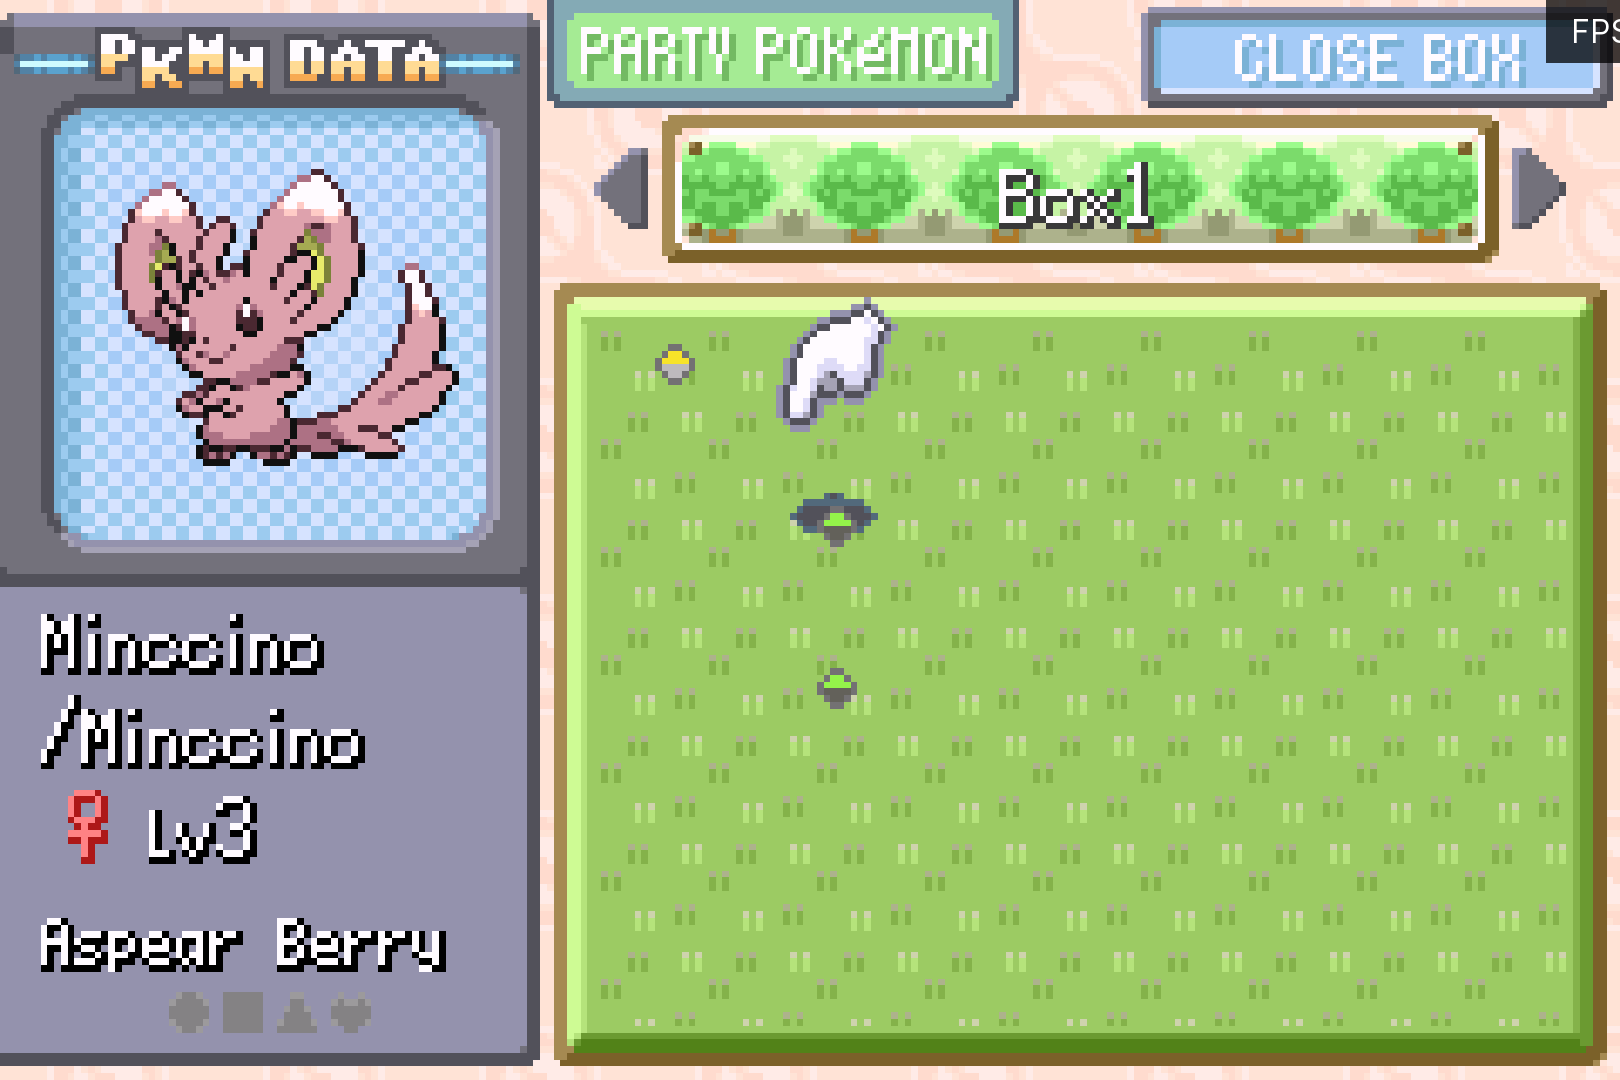 PKMN DATA
PARTY POKéMON
CLOSE BOX
FPS
Box1
Minccino
/Minccino
♀ Lv3
Aspear Berry